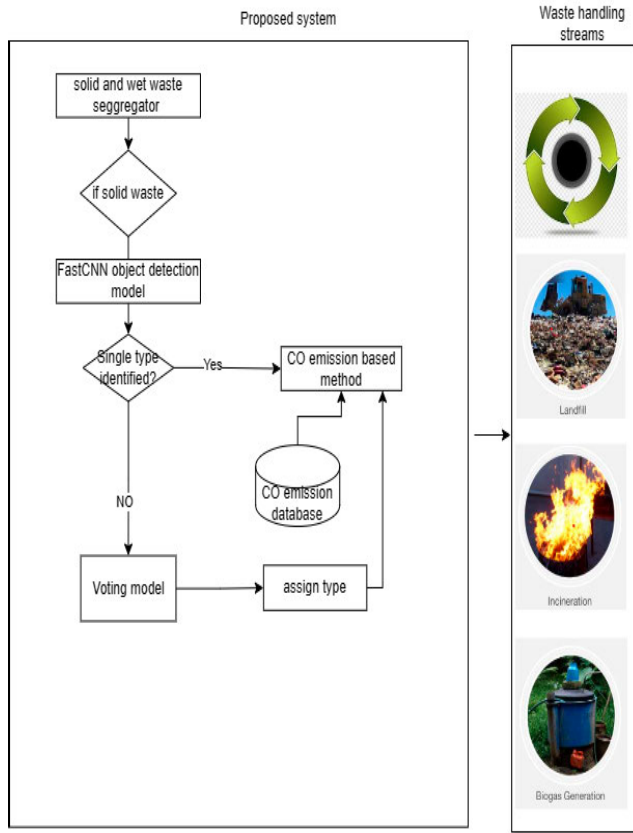 Proposed system
Waste handling
streams
solid and wet waste
seggregator
if solid waste
FastCNN object detection
model
Single type
identified?
Yes
CO emission based
method
CO emission
database
NO
Voting model
assign type
Landfill
Incineration
Biogas Generation